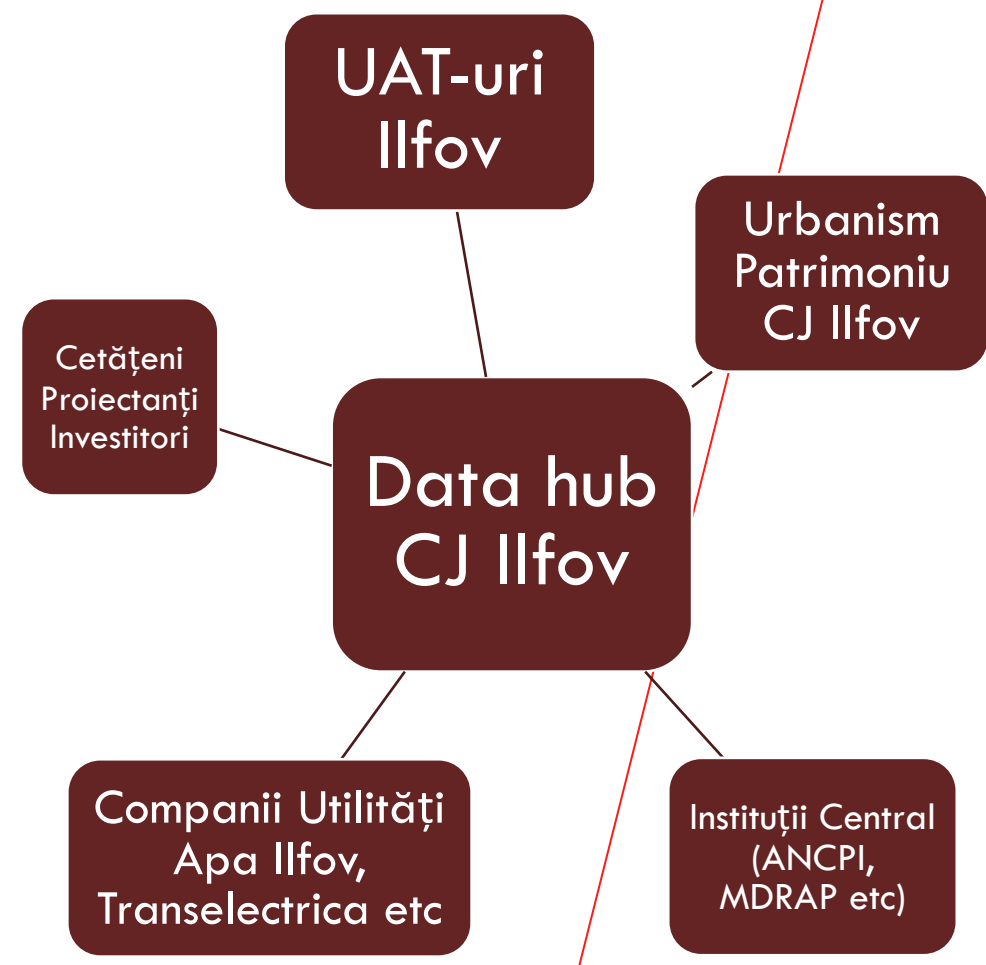 UAT-uri
Ilfov
Urbanism
Patrimoniu
CJ Ilfov
Cetățeni
Proiectanți
Investitori
Data hub
CJ Ilfov
Companii Utilități
Apa Ilfov,
Transelectrica etc
Instituții Central
(ANCPI,
MDRAP etc)